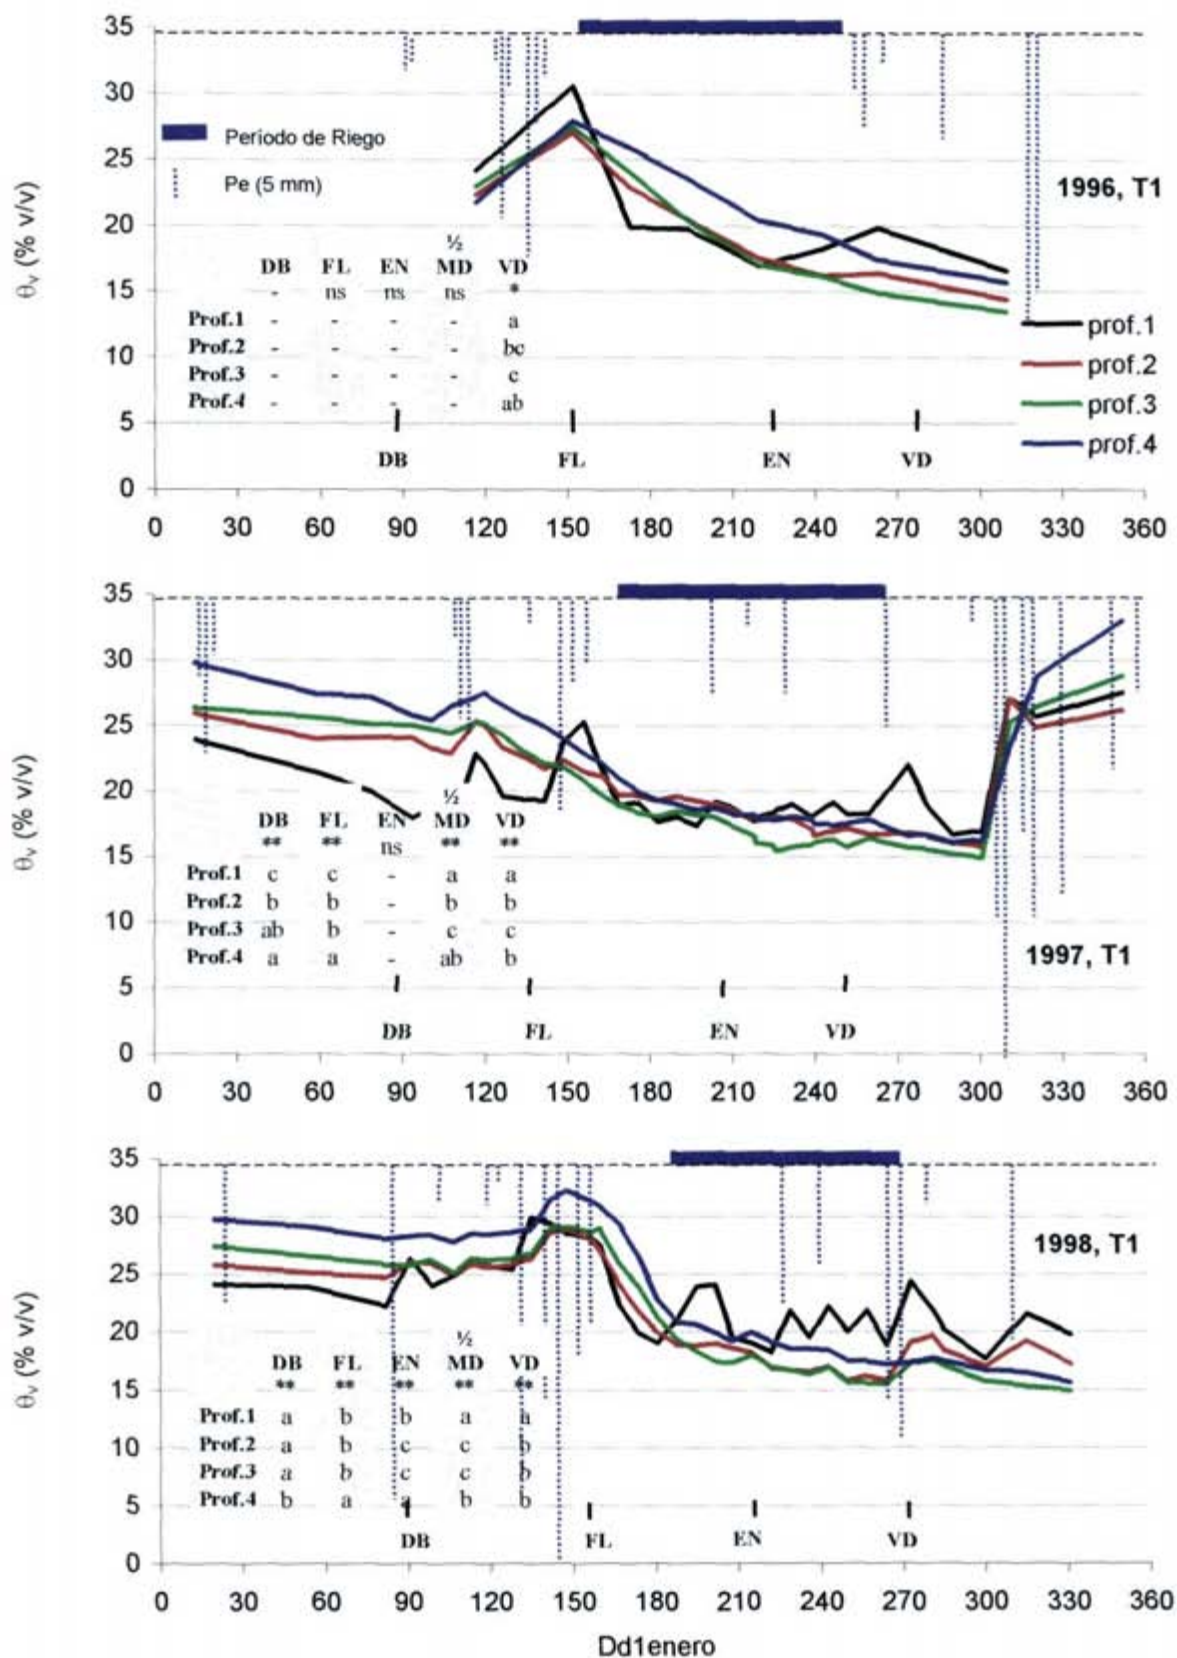 35
30
Período de Riego
25
Pe (5 mm)
1996, T1
θv (% v/v)
20
½
DB FL EN MD VD
- ns ns ns *
15
Prof.1 - - - - a
prof.1
Prof.2 - - - - bc
10
prof.2
Prof.3 - - - - c
prof.3
Prof.4 - - - - ab
5
prof.4
DB FL EN VD
0
0 30 60 90 120 150 180 210 240 270 300 330 360
35
30
25
θv (% v/v)
20
½
DB FL EN MD VD
** ** ns ** **
15
Prof.1 c c - a a
Prof.2 b b - b b
10
Prof.3 ab b - c c
Prof.4 a a - ab b
1997, T1
5
DB FL EN VD
0
0 30 60 90 120 150 180 210 240 270 300 330 360
35
30
1998, T1
25
θv (% v/v)
20
½
DB FL EN MD VD
** ** ** ** **
15
Prof.1 a b b a a
Prof.2 a b c c b
10
Prof.3 a b c c b
Prof.4 b a a b b
5
DB FL EN VD
0
0 30 60 90 120 150 180 210 240 270 300 330 360
Dd1enero